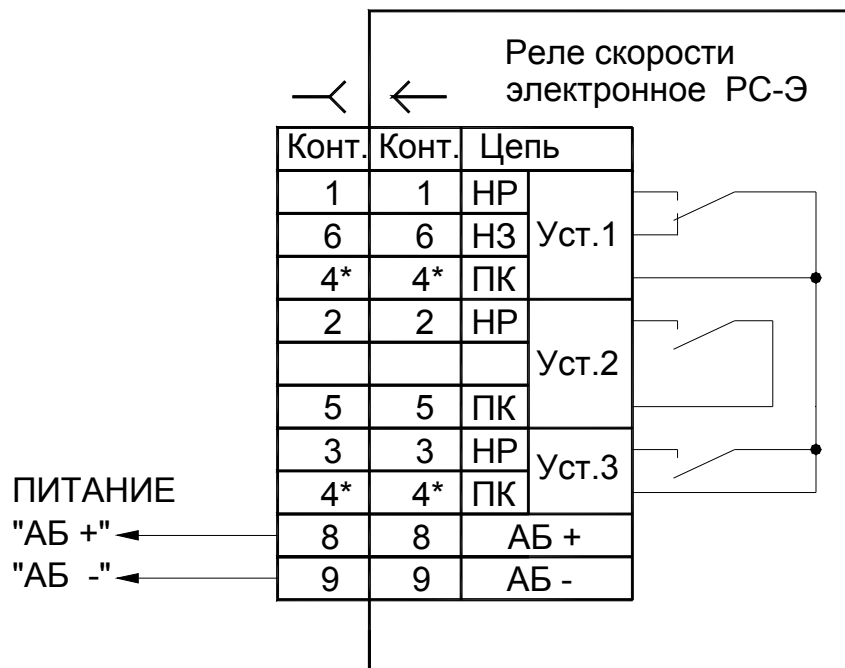 Реле скорости
электронное РС-Э
Конт. Конт. Цепь
1 1 НР
6 6 НЗ Уст.1
4* 4* ПК
2 2 НР
Уст.2
5 5 ПК
3 3 НР
Уст.3
4* 4* ПК
ПИТАНИЕ
"АБ +" 8 8 АБ +
"АБ -" 9 9 АБ -